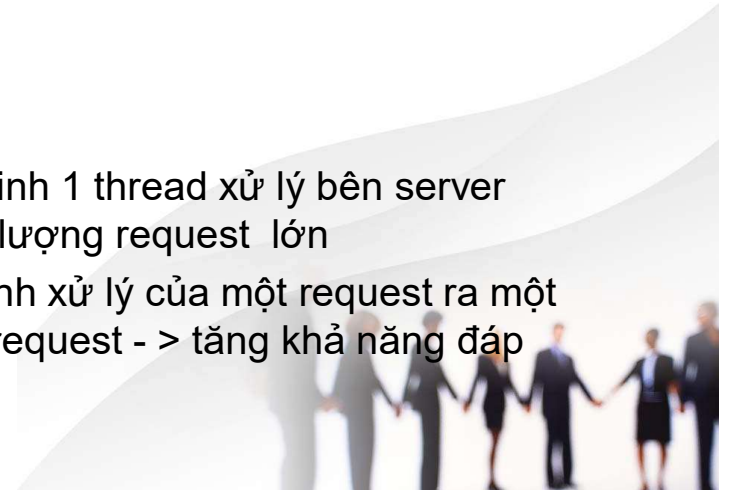 inh 1 thread xử lý bên server
lượng request lớn
nh xử lý của một request ra một
request - > tăng khả năng đáp